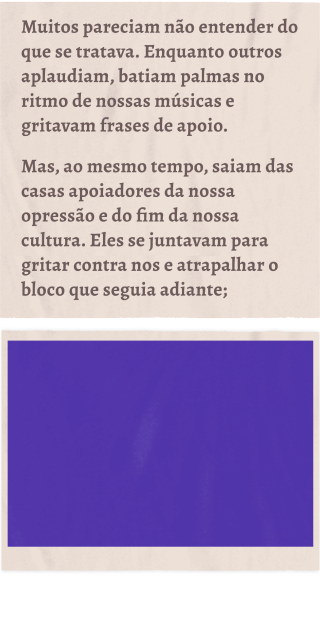 Muitos pareciam não entender do
que se tratava. Enquanto outros
aplaudiam, batiam palmas no
ritmo de nossas músicas e
gritavam frases de apoio.
Mas, ao mesmo tempo, saiam das
casas apoiadores da nossa
opressão e do fim da nossa
cultura. Eles se juntavam para
gritar contra nos e atrapalhar o
bloco que seguia adiante;